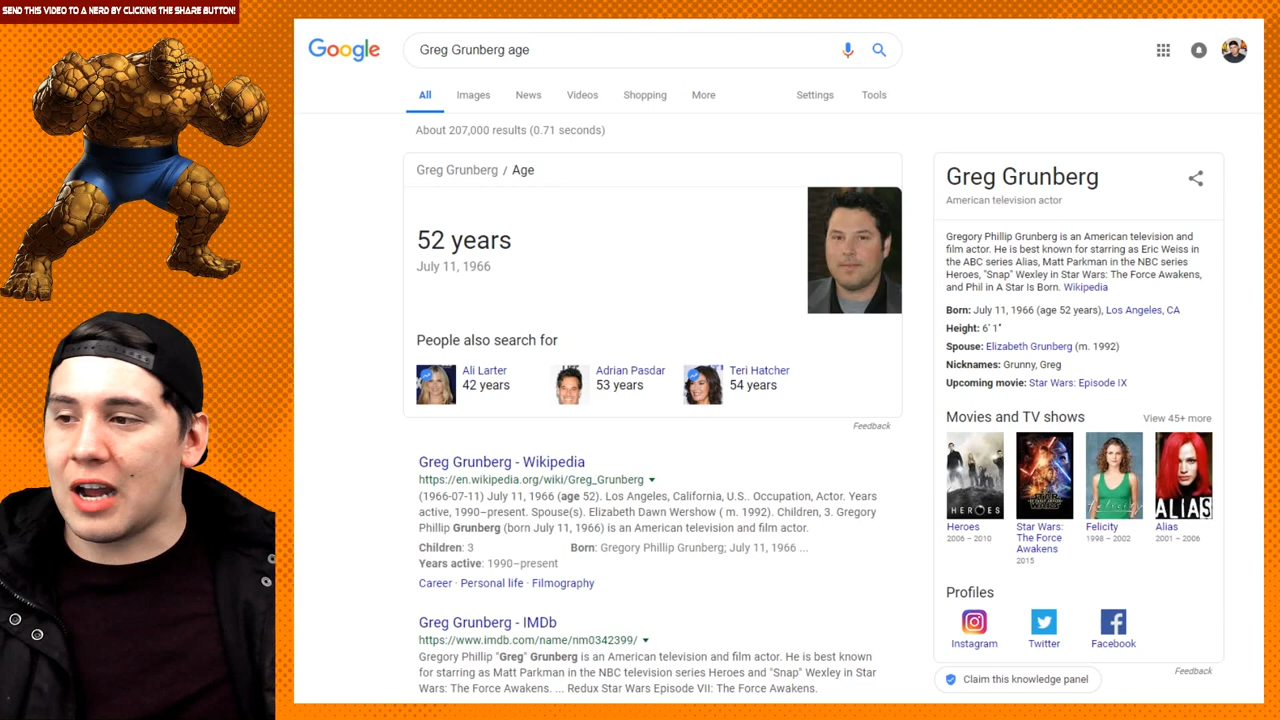 SEND THIS VIDEO TO A NERD BY CLICKING THE SHARE BUTTON!
Google
Greg Grunberg age
All Images News Videos Shopping More Settings Tools
About 207,000 results (0.71 seconds)
Greg Grunberg / Age
52 years
July 11, 1966
People also search for
Ali Larter
42 years
Adrian Pasdar
53 years
Teri Hatcher
54 years
Feedback
Greg Grunberg - Wikipedia
https://en.wikipedia.org/wiki/Greg_Grunberg
(1966-07-11) July 11, 1966 (age 52). Los Angeles, California, U.S.. Occupation, Actor. Years
active, 1990–present. Spouse(s). Elizabeth Dawn Wershow ( m. 1992). Children, 3. Gregory
Phillip Grunberg (born July 11, 1966) is an American television and film actor.
Children: 3 Born: Gregory Phillip Grunberg; July 11, 1966 ...
Years active: 1990–present
Career · Personal life · Filmography
Greg Grunberg - IMDb
https://www.imdb.com/name/nm0342399/
Gregory Phillip "Greg" Grunberg is an American television and film actor. He is best known
for starring as Matt Parkman in the NBC television series Heroes and "Snap" Wexley in Star
Wars: The Force Awakens. ... Redux Star Wars Episode VII: The Force Awakens.
Greg Grunberg
American television actor
Gregory Phillip Grunberg is an American television and
film actor. He is best known for starring as Eric Weiss in
the ABC series Alias, Matt Parkman in the NBC series
Heroes, "Snap" Wexley in Star Wars: The Force Awakens,
and Phil in A Star Is Born. Wikipedia
Born: July 11, 1966 (age 52 years), Los Angeles, CA
Height: 6′ 1″
Spouse: Elizabeth Grunberg (m. 1992)
Nicknames: Grunny, Greg
Upcoming movie: Star Wars: Episode IX
Movies and TV shows
View 45+ more
HEROES
STAR WARS
felicity
ALIAS
Heroes
2006 – 2010
Star Wars:
The Force
Awakens
2015
Felicity
1998 – 2002
Alias
2001 – 2006
Profiles
Instagram
Twitter
Facebook
Feedback
Claim this knowledge panel